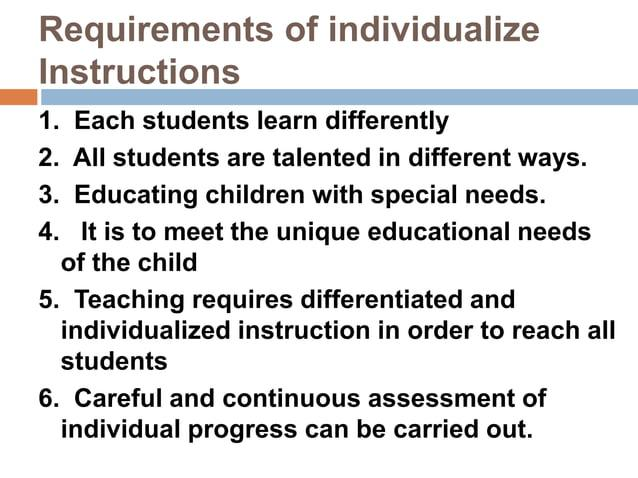 Requirements of individualize
Instructions
1. Each students learn differently
2. All students are talented in different ways.
3. Educating children with special needs.
4. It is to meet the unique educational needs
of the child
5. Teaching requires differentiated and
individualized instruction in order to reach all
students
6. Careful and continuous assessment of
individual progress can be carried out.